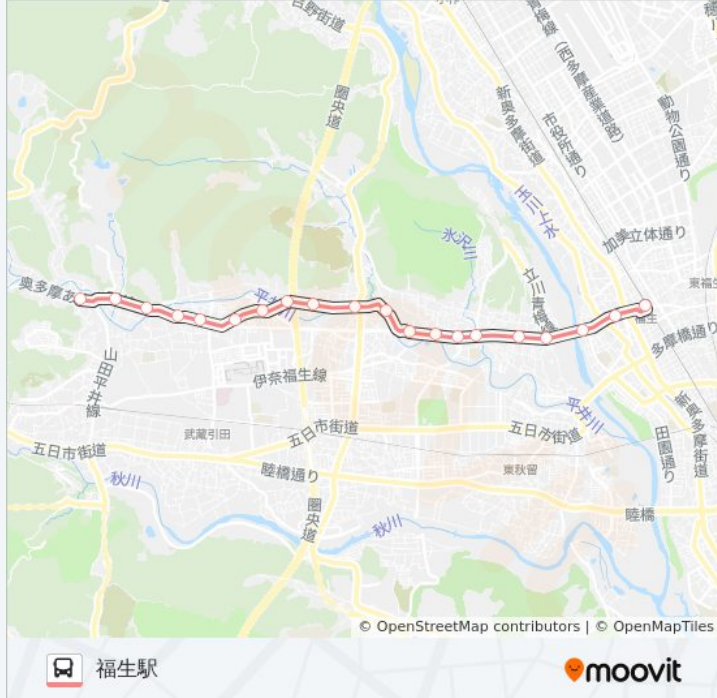 吉野街道
圏央道
青梅線
(西多摩産業道路)
新奥多摩街道
市役所通り
動物公園通り
玉川上水
加美立体通り
氷沢川
立川青梅線
東福生
奥多摩あ
平井川
福生
多摩橋通り
山田平井線
伊奈福生線
平井川
新奥多摩街道
武蔵引田
五日市街道
五日市街道
五日市街道
田園通り
睦橋通り
東秋留
秋川
圏央道
秋川
睦橋
© OpenStreetMap contributors | © OpenMapTiles
福生駅
moovit